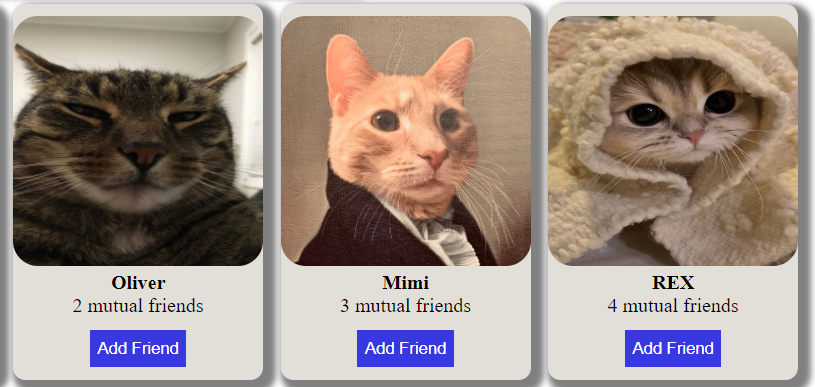 Oliver
2 mutual friends
Add Friend
Mimi
3 mutual friends
Add Friend
REX
4 mutual friends
Add Friend